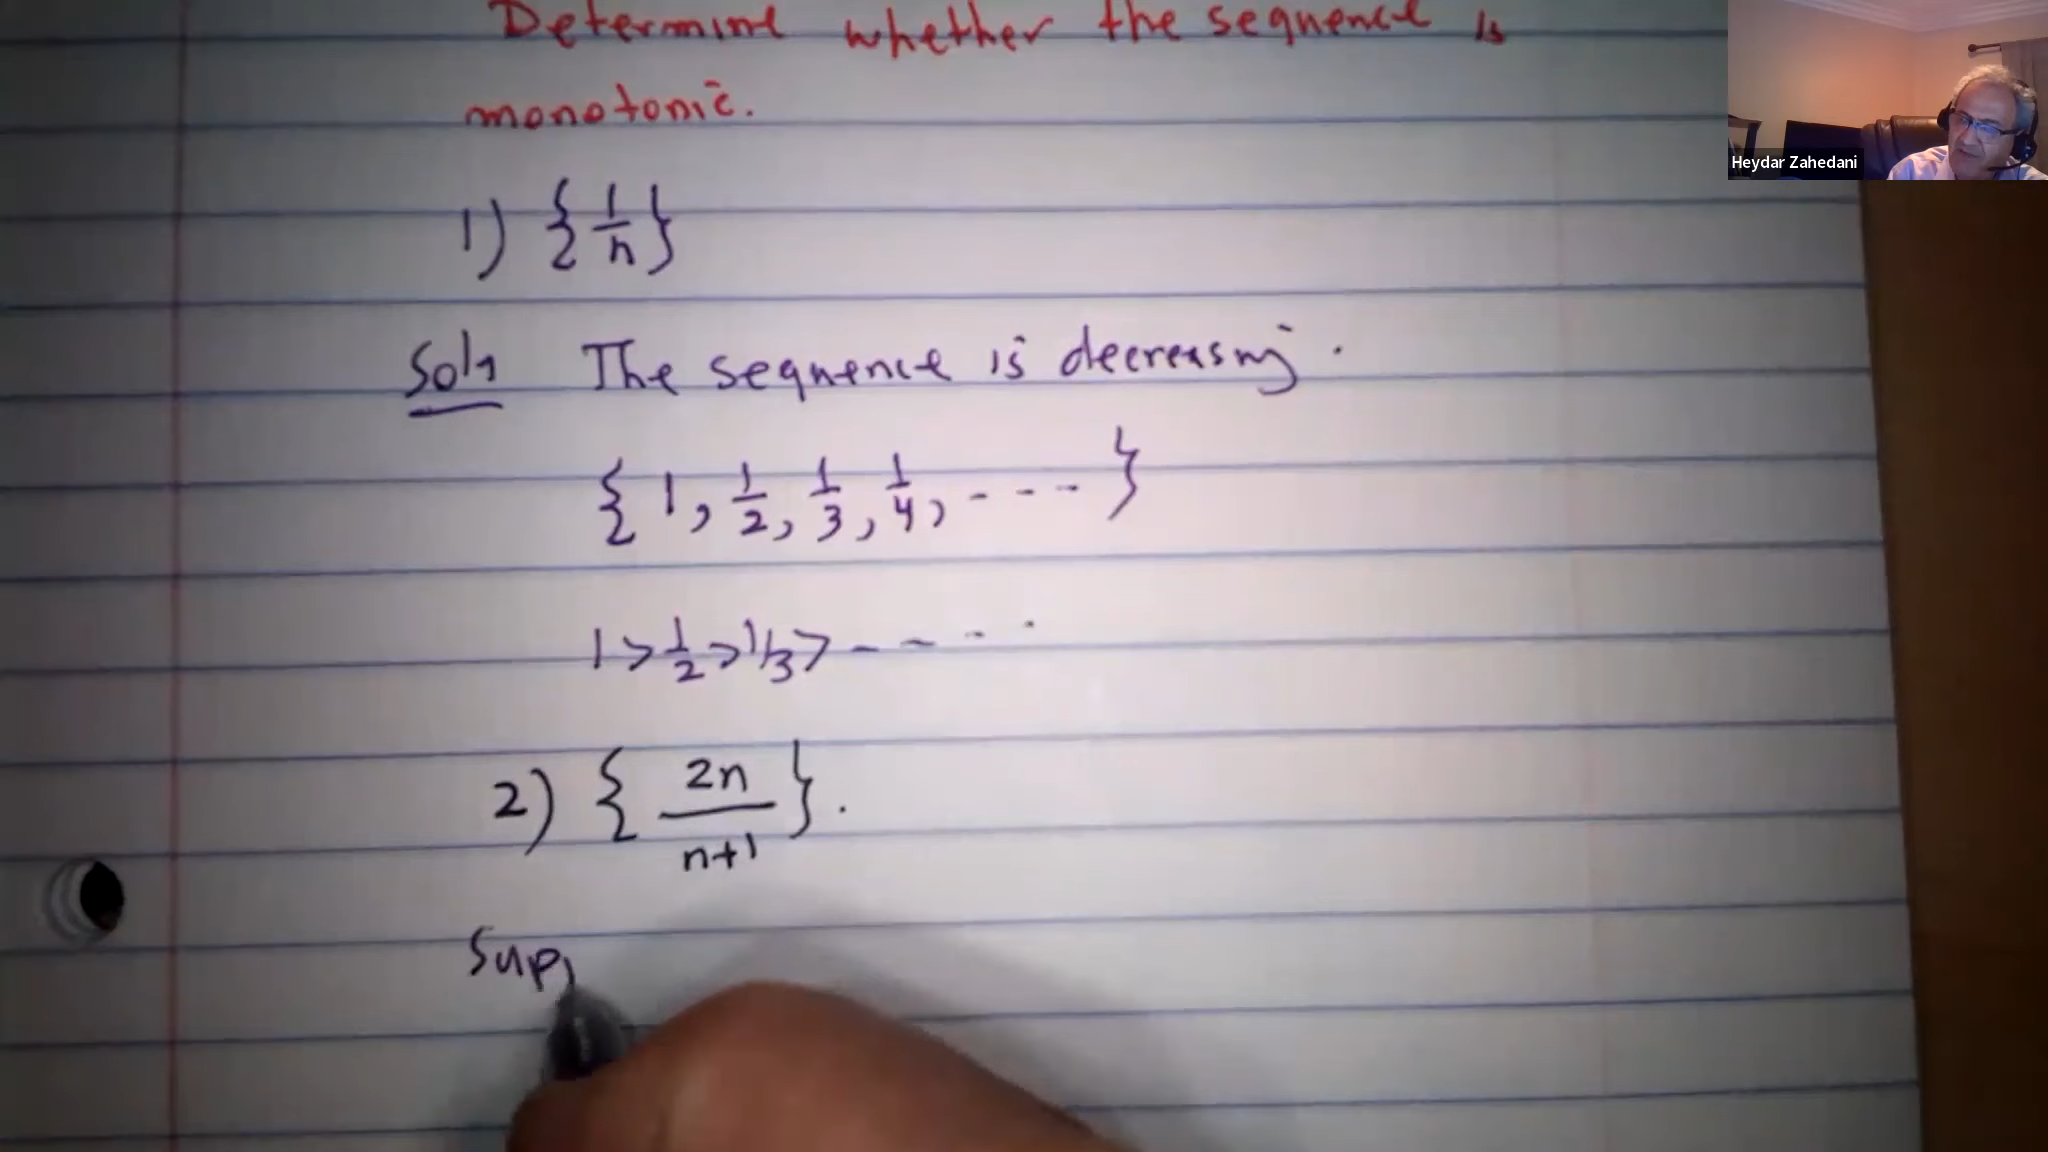 Determine whether the sequence is
monotonic.
Heydar Zahedani
1) { 1/n }
Soln The sequence is decreasing.
{ 1, 1/2, 1/3, 1/4, ---- }
1 > 1/2 > 1/3 > ----
2) { 2n/n+1 }.
Sup